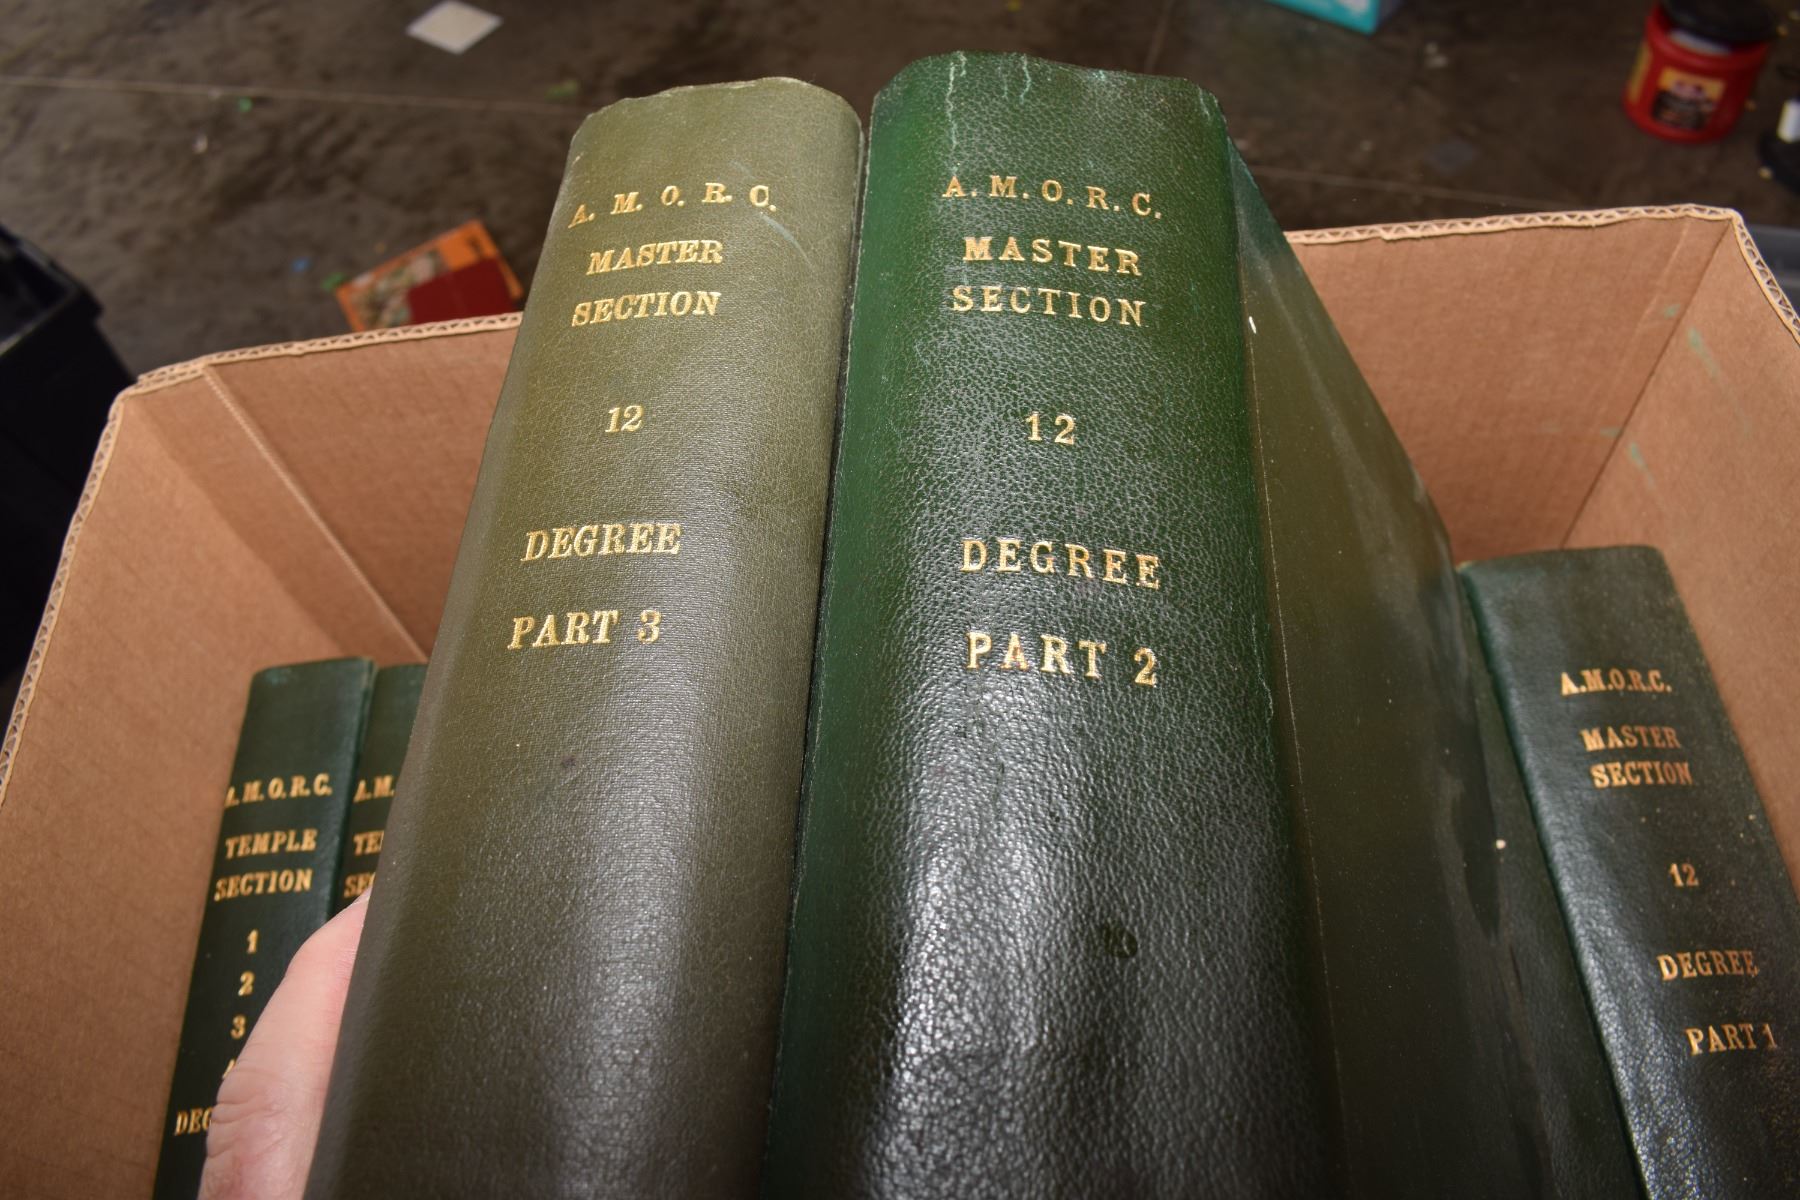 A. M. O. R. C.
MASTER
SECTION
12
DEGREE
PART 3
A. M. O. R. C.
MASTER
SECTION
12
DEGREE
PART 2
A.M.O.R.C.
TEMPLE
SECTION
1
2
3
A.M.O.R.C.
MASTER
SECTION
12
DEGREE
PART 1